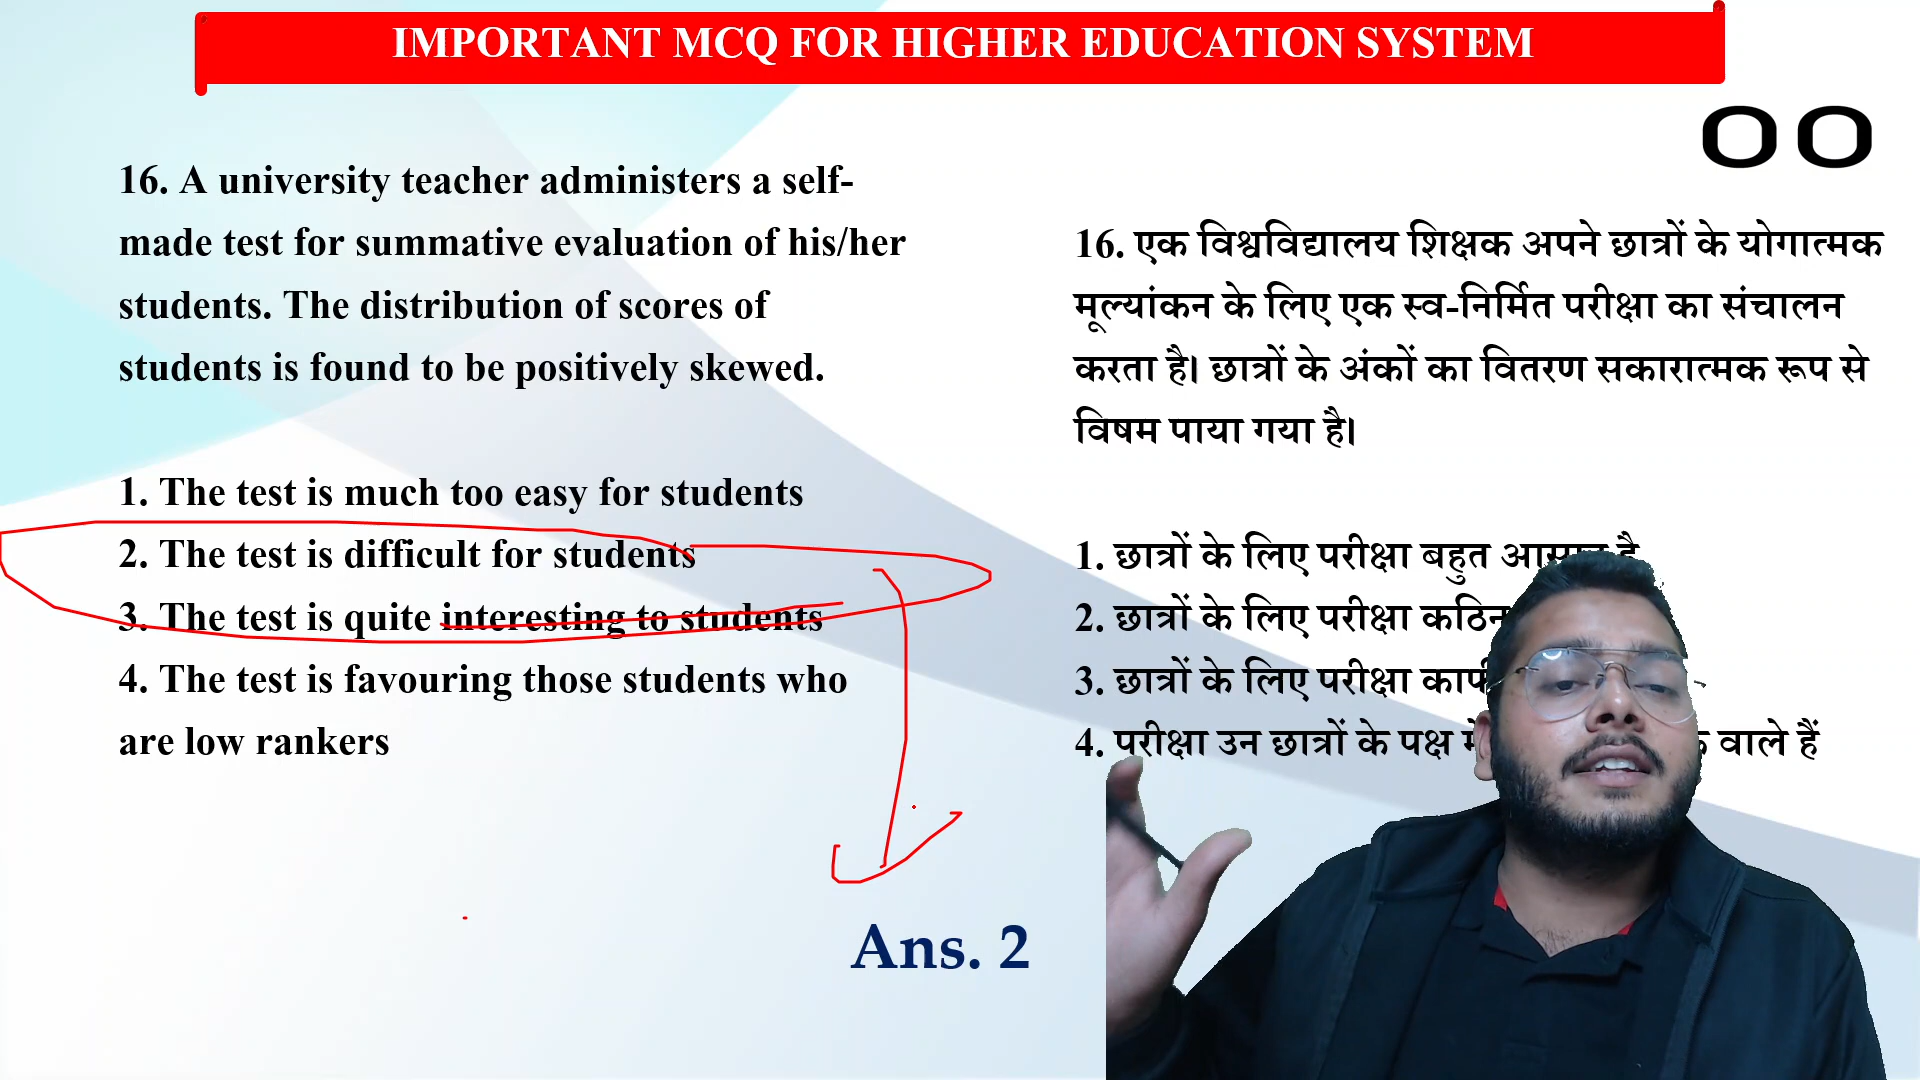 IMPORTANT MCQ FOR HIGHER EDUCATION SYSTEM
OO
16. A university teacher administers a self-
made test for summative evaluation of his/her
students. The distribution of scores of
students is found to be positively skewed.
1. The test is much too easy for students
2. The test is difficult for students
3. The test is quite interesting to students
4. The test is favouring those students who
are low rankers
16. एक विश्वविद्यालय शिक्षक अपने छात्रों के योगात्मक
मूल्यांकन के लिए एक स्व-निर्मित परीक्षा का संचालन
करता है। छात्रों के अंकों का वितरण सकारात्मक रूप से
विषम पाया गया है।
1. छात्रों के लिए परीक्षा बहुत आसान है
2. छात्रों के लिए परीक्षा कठिन
3. छात्रों के लिए परीक्षा
4. परीक्षा उन छात्रों के पक्ष वाले हैं
Ans. 2